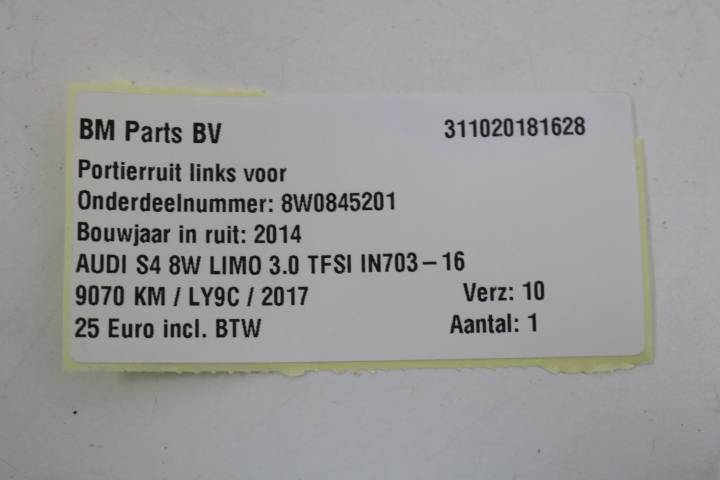 BM Parts BV 311020181628
Portierruit links voor
Onderdeelnummer: 8W0845201
Bouwjaar in ruit: 2014
AUDI S4 8W LIMO 3.0 TFSI IN703-16
9070 KM / LY9C / 2017 Verz: 10
25 Euro incl. BTW Aantal: 1